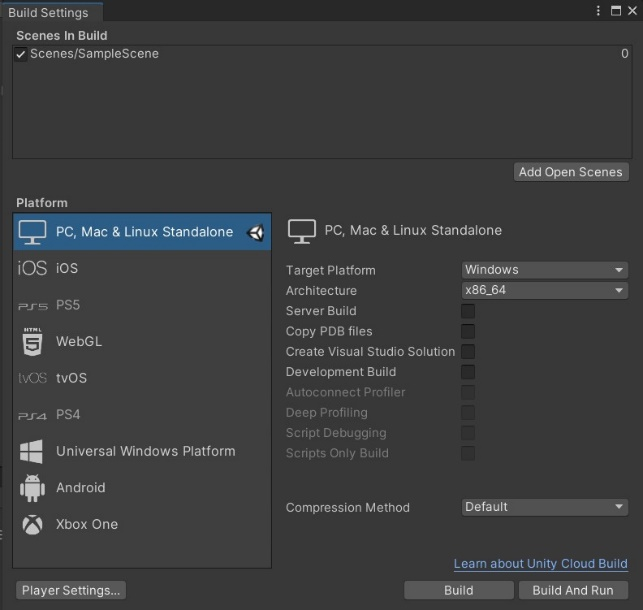 Build Settings
Scenes In Build
Scenes/SampleScene 0
Add Open Scenes
Platform
PC, Mac & Linux Standalone
iOS iOS
PS5 PS5
HTML 5 WebGL
tvOS tvOS
PS4 PS4
Universal Windows Platform
Android
Xbox One
PC, Mac & Linux Standalone
Target Platform Windows
Architecture x86_64
Server Build
Copy PDB files
Create Visual Studio Solution
Development Build
Autoconnect Profiler
Deep Profiling
Script Debugging
Scripts Only Build
Compression Method Default
Learn about Unity Cloud Build
Player Settings... Build Build And Run